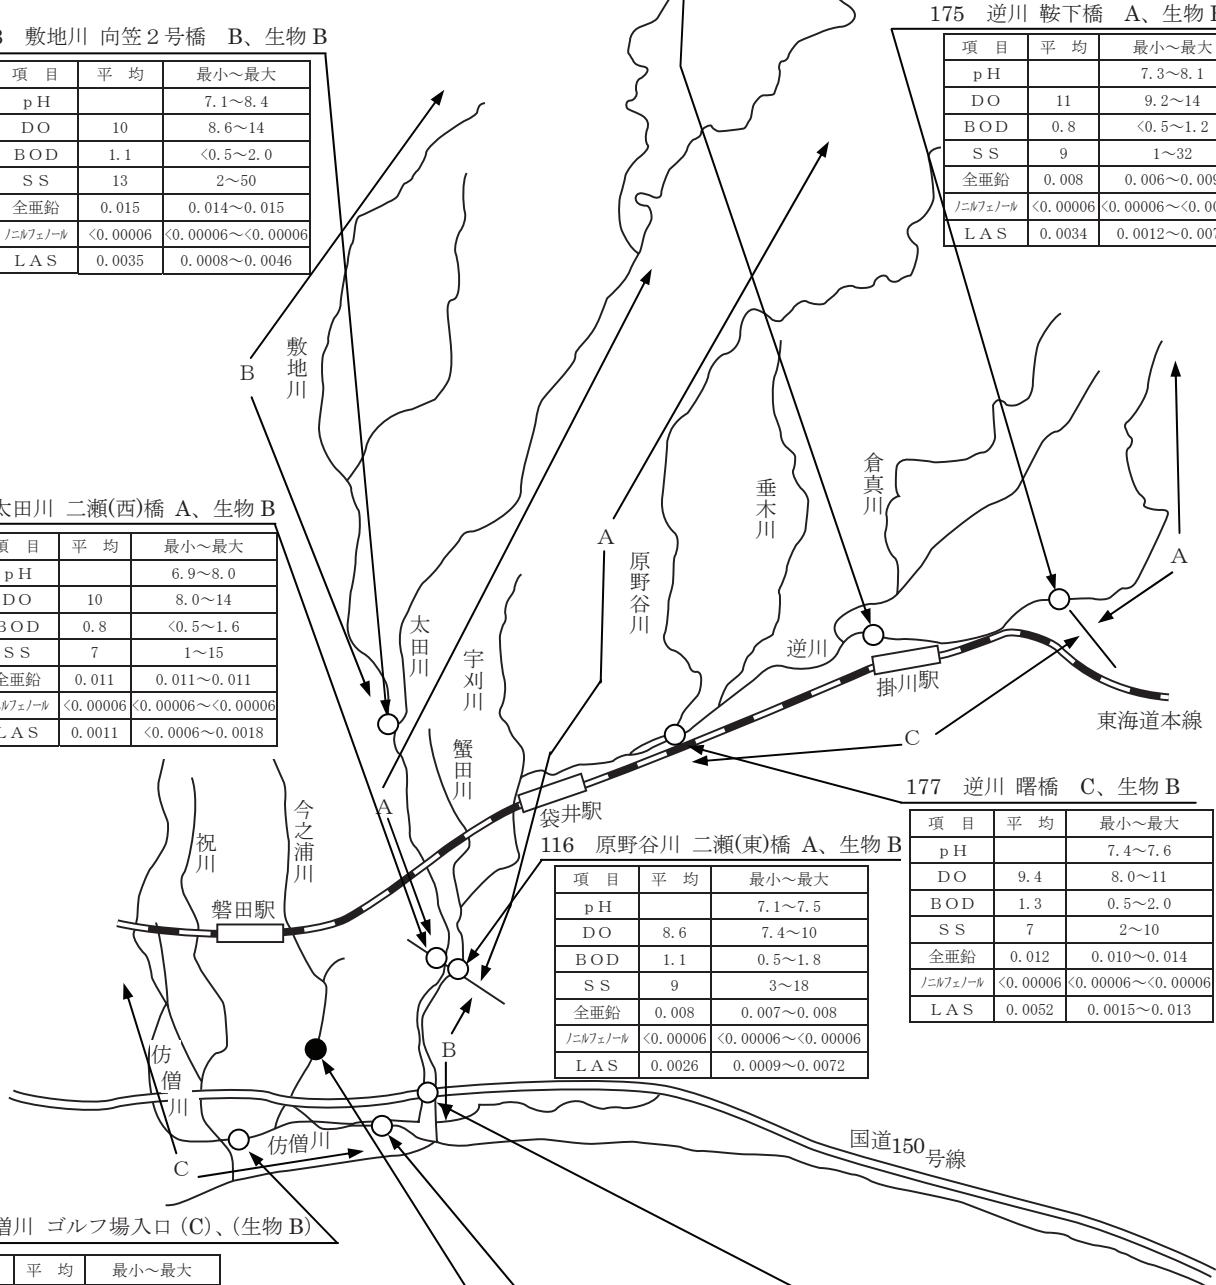 敷地川 向笠２号橋　B、生物 B
項　目　平　均　最小～最大
ｐH　7.1～8.4
DO　10　8.6～14
BOD　1.1　<0.5～2.0
SS　13　2～50
全亜鉛　0.015　0.014～0.015
ﾉﾆﾙﾌｪﾉｰﾙ　<0.00006　<0.00006～<0.00006
LAS　0.0035　0.0008～0.0046
175　逆川 鞍下橋　A、生物
項　目　平　均　最小～最大
ｐH　7.3～8.1
DO　11　9.2～14
BOD　0.8　<0.5～1.2
SS　9　1～32
全亜鉛　0.008
ﾉﾆﾙﾌｪﾉｰﾙ　<0.00006
LAS　0.0034
敷地川
B
太田川 二瀬(西)橋 A、生物 B
項　目　平　均　最小～最大
ｐH　6.9～8.0
DO　10　8.0～14
BOD　0.8　<0.5～1.6
SS　7　1～15
全亜鉛　0.011　0.011～0.011
<0.00006　<0.00006～<0.00006
LAS　0.0011　<0.0006～0.0018
倉真川
垂木川
A
原野谷川
A
太田川
宇刈川
逆川
掛川駅
東海道本線
蟹田川
C
A
袋井駅
今之浦川
祝川
磐田駅
177　逆川 曙橋　C、生物 B
項　目　平　均　最小～最大
ｐH　7.4～7.6
DO　9.4　8.0～11
BOD　1.3　0.5～2.0
SS　7　2～10
全亜鉛　0.012　0.010～0.014
ﾉﾆﾙﾌｪﾉｰﾙ　<0.00006　<0.00006～<0.00006
LAS　0.0052　0.0015～0.013
116　原野谷川 二瀬(東)橋 A、生物 B
項　目　平　均　最小～最大
ｐH　7.1～7.5
DO　8.6　7.4～10
BOD　1.1　0.5～1.8
SS　9　3～18
全亜鉛　0.008　0.007～0.008
ﾉﾆﾙﾌｪﾉｰﾙ　<0.00006　<0.00006～<0.00006
LAS　0.0026　0.0009～0.0072
B
仿僧川
仿僧川
C
国道150号線
僧川 ゴルフ場入口 (C)、(生物 B)
平　均　最小～最大